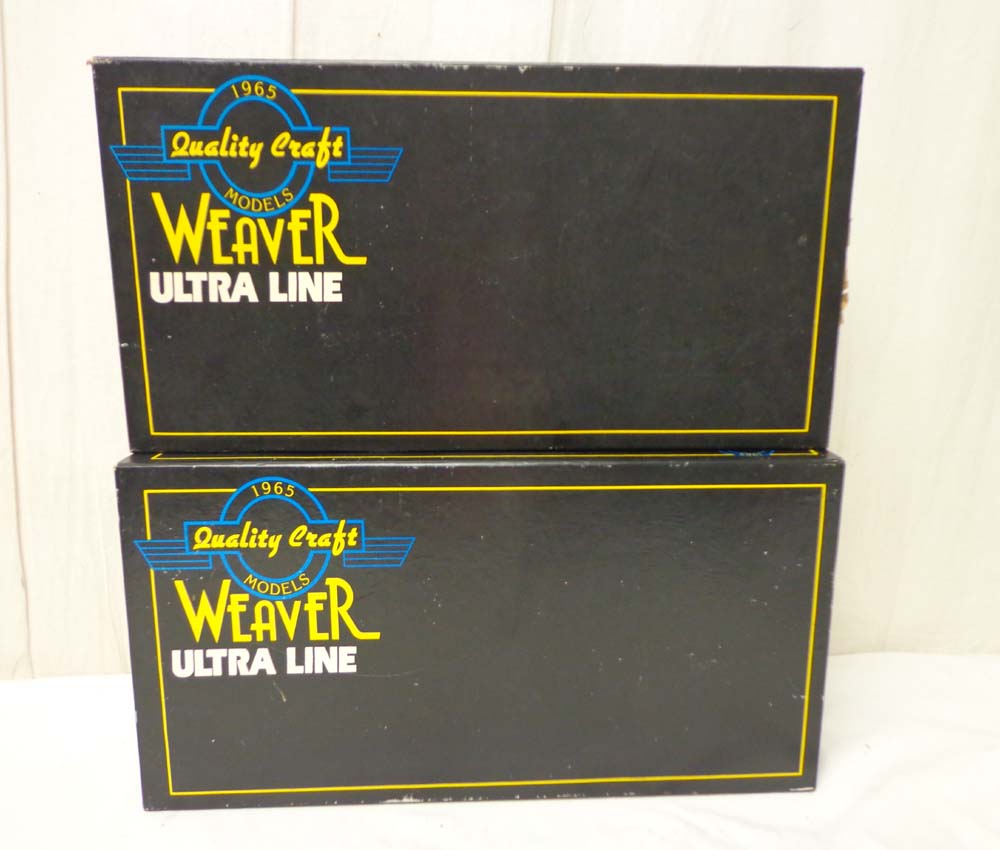 1965
Quality Craft
MODELS
WEAVER
ULTRA LINE
1965
Quality Craft
MODELS
WEAVER
ULTRA LINE